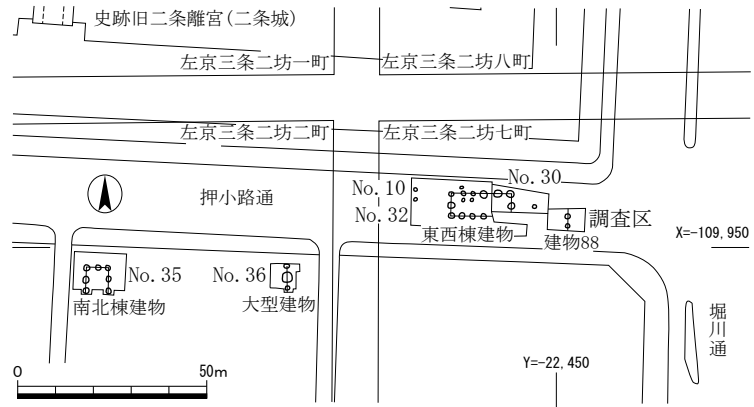 史跡旧二条離宮(二条城)
左京三条二坊一町
左京三条二坊八町
左京三条二坊二町
左京三条二坊七町
No.30
No.10
押小路通
No.32
調査区
東西棟建物
建物88
X=-109,950
No.35
No.36
南北棟建物
大型建物
堀川通
Y=-22,450
0
50m